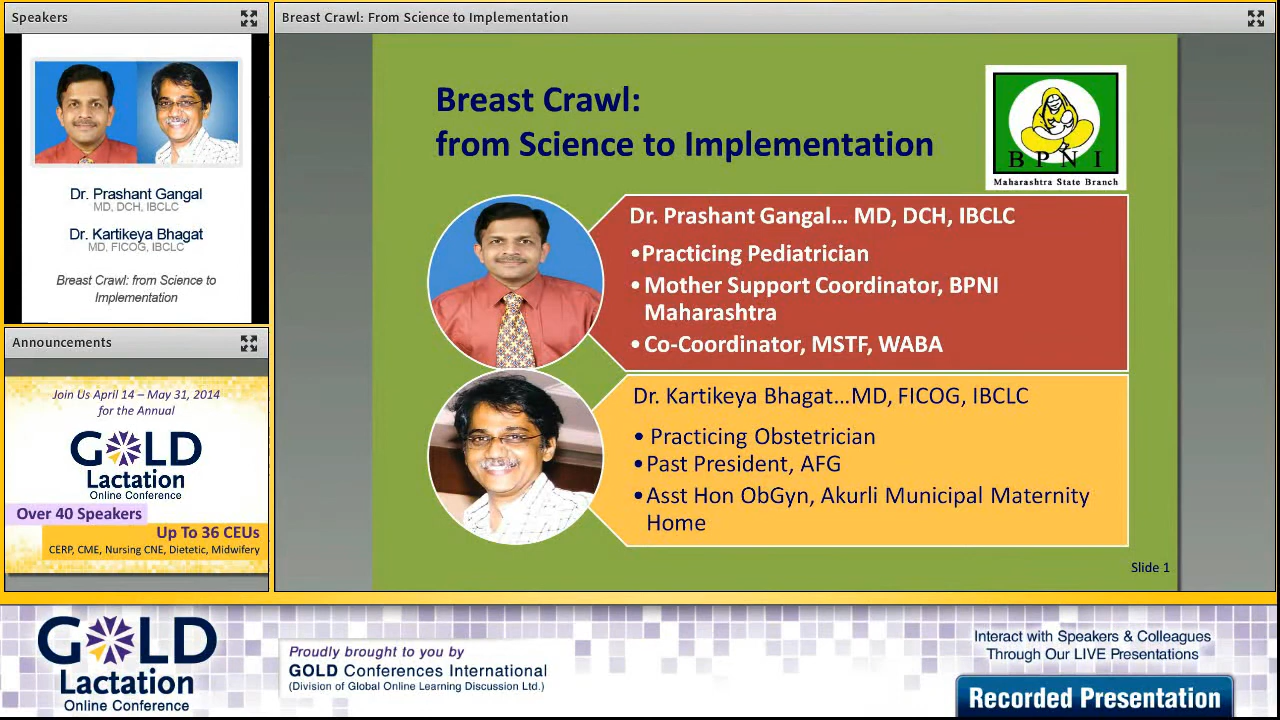 Speakers
Dr. Prashant Gangal
MD, DCH, IBCLC
Dr. Kartikeya Bhagat
MD, FICOG, IBCLC
Breast Crawl: from Science to
Implementation
Announcements
Join Us April 14 – May 31, 2014
for the Annual
GOLD
Lactation
Online Conference
Over 40 Speakers
Up To 36 CEUs
CERP, CME, Nursing CNE, Dietetic, Midwifery
Breast Crawl: From Science to Implementation
Breast Crawl:
from Science to Implementation
BPNI
Maharashtra State Branch
Dr. Prashant Gangal… MD, DCH, IBCLC
•Practicing Pediatrician
•Mother Support Coordinator, BPNI
Maharashtra
•Co-Coordinator, MSTF, WABA
Dr. Kartikeya Bhagat…MD, FICOG, IBCLC
• Practicing Obstetrician
•Past President, AFG
•Asst Hon ObGyn, Akurli Municipal Maternity
Home
Slide 1
GOLD
Lactation
Online Conference
Proudly brought to you by
GOLD Conferences International
(Division of Global Online Learning Discussion Ltd.)
Interact with Speakers & Colleagues
Through Our LIVE Presentations
Recorded Presentation